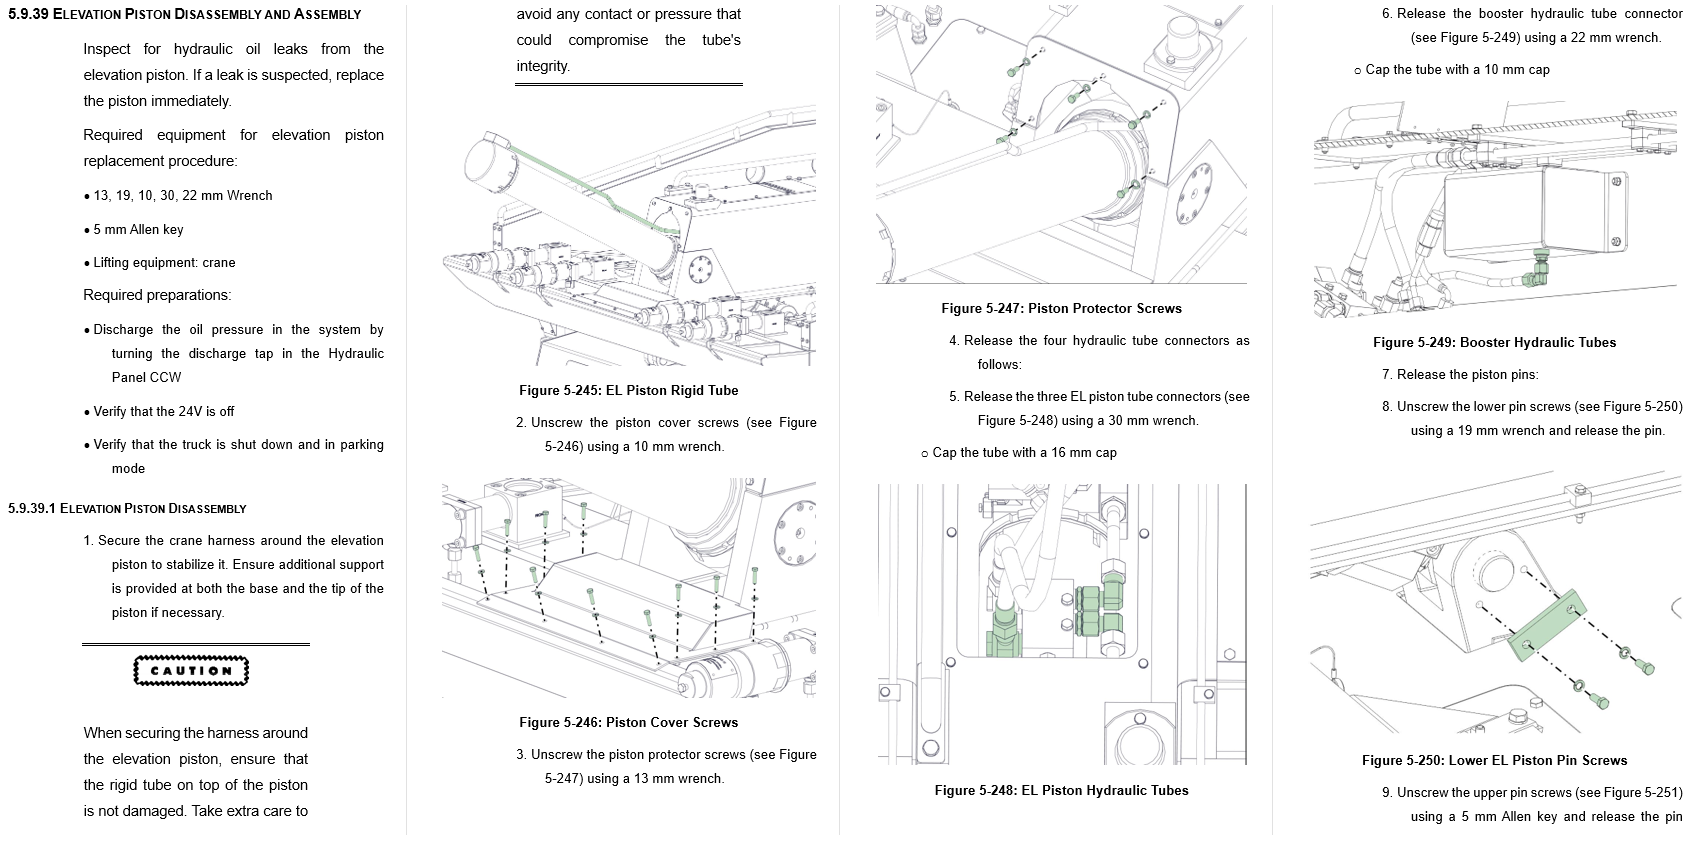 5.9.39 ELEVATION PISTON DISASSEMBLY AND ASSEMBLY
Inspect for hydraulic oil leaks from the
elevation piston. If a leak is suspected, replace
the piston immediately.
Required equipment for elevation piston
replacement procedure:
• 13, 19, 10, 30, 22 mm Wrench
• 5 mm Allen key
• Lifting equipment: crane
Required preparations:
• Discharge the oil pressure in the system by
turning the discharge tap in the Hydraulic
Panel CCW
• Verify that the 24V is off
• Verify that the truck is shut down and in parking
mode
5.9.39.1 ELEVATION PISTON DISASSEMBLY
1. Secure the crane harness around the elevation
piston to stabilize it. Ensure additional support
is provided at both the base and the tip of the
piston if necessary.
CAUTION
When securing the harness around
the elevation piston, ensure that
the rigid tube on top of the piston
is not damaged. Take extra care to
avoid any contact or pressure that
could compromise the tube's
integrity.
Figure 5-245: EL Piston Rigid Tube
2. Unscrew the piston cover screws (see Figure
5-246) using a 10 mm wrench.
Figure 5-246: Piston Cover Screws
3. Unscrew the piston protector screws (see Figure
5-247) using a 13 mm wrench.
Figure 5-247: Piston Protector Screws
4. Release the four hydraulic tube connectors as
follows:
5. Release the three EL piston tube connectors (see
Figure 5-248) using a 30 mm wrench.
○ Cap the tube with a 16 mm cap
Figure 5-248: EL Piston Hydraulic Tubes
6. Release the booster hydraulic tube connector
(see Figure 5-249) using a 22 mm wrench.
○ Cap the tube with a 10 mm cap
Figure 5-249: Booster Hydraulic Tubes
7. Release the piston pins:
8. Unscrew the lower pin screws (see Figure 5-250)
using a 19 mm wrench and release the pin.
Figure 5-250: Lower EL Piston Pin Screws
9. Unscrew the upper pin screws (see Figure 5-251)
using a 5 mm Allen key and release the pin